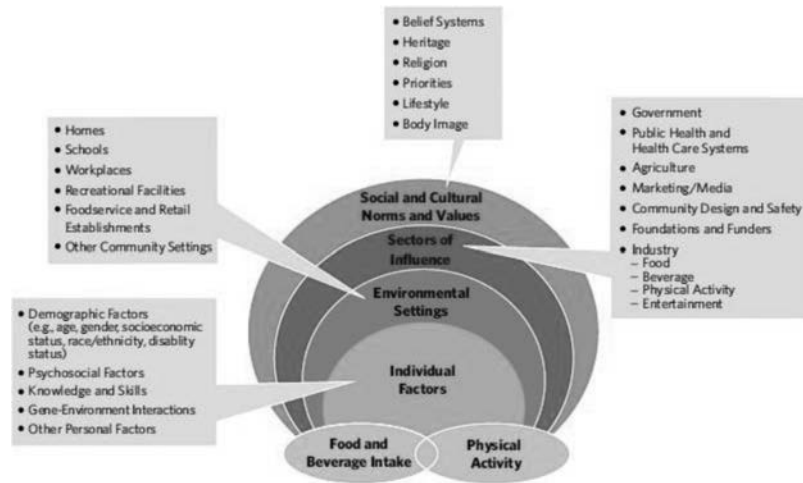 • Belief Systems
• Heritage
• Religion
• Priorities
• Lifestyle
• Body Image
• Homes
• Schools
• Workplaces
• Recreational Facilities
• Foodservice and Retail
Establishments
• Other Community Settings
• Government
• Public Health and
Health Care Systems
• Agriculture
• Marketing/Media
• Community Design and Safety
• Foundations and Funders
• Industry
– Food
– Beverage
– Physical Activity
– Entertainment
• Demographic Factors
(e.g., age, gender, socioeconomic
status, race/ethnicity, disablity
status)
• Psychosocial Factors
• Knowledge and Skills
• Gene-Environment Interactions
• Other Personal Factors
Social and Cultural
Norms and Values
Sectors of
Influence
Environmental
Settings
Individual
Factors
Food and
Beverage Intake
Physical
Activity